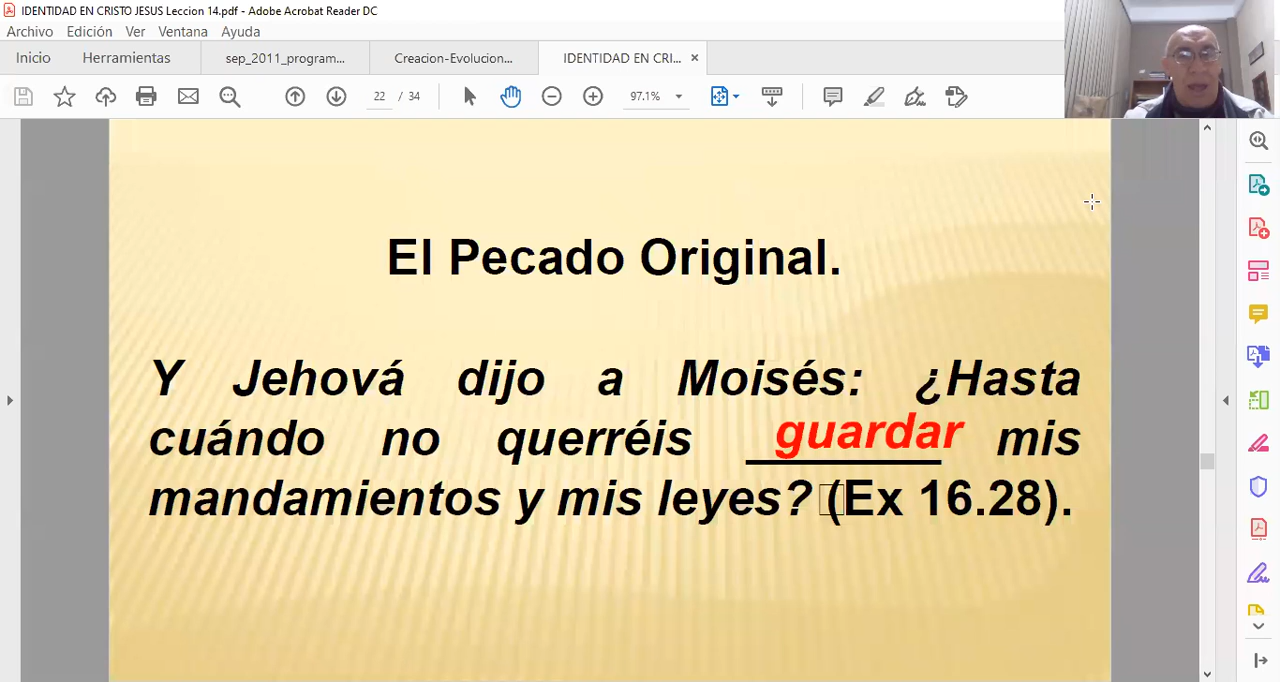 IDENTIDAD EN CRISTO JESUS Leccion 14.pdf - Adobe Acrobat Reader DC
Archivo Edición Ver Ventana Ayuda
Inicio Herramientas sep_2011_program... Creacion-Evolucion... IDENTIDAD EN CRI... ×
22 / 34 97.1%
El Pecado Original.
Y Jehová dijo a Moisés: ¿Hasta
cuándo no querréis guardar mis
mandamientos y mis leyes? (Ex 16.28).